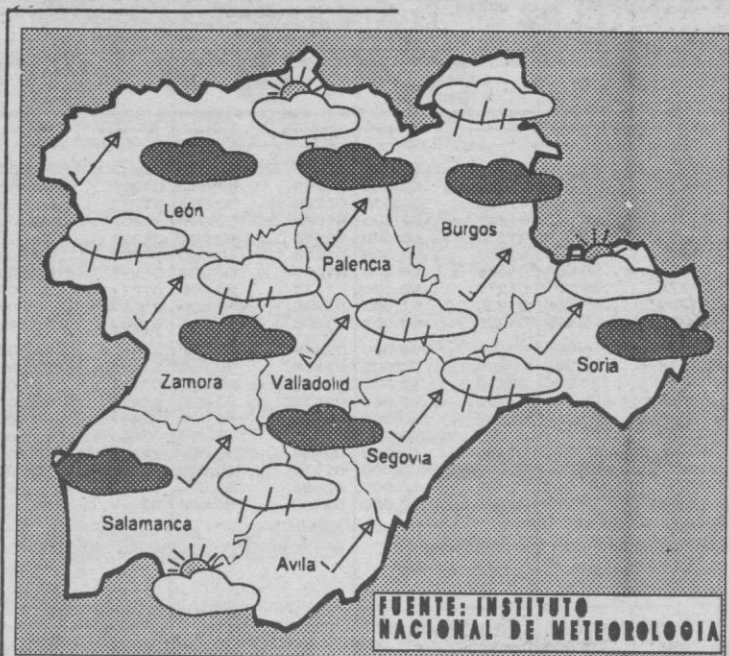 León
Burgos
Palencia
Soria
Zamora
Valladolid
Segovia
Salamanca
Avila
FUENTE: INSTITUTO
NACIONAL DE METEOROLOGIA